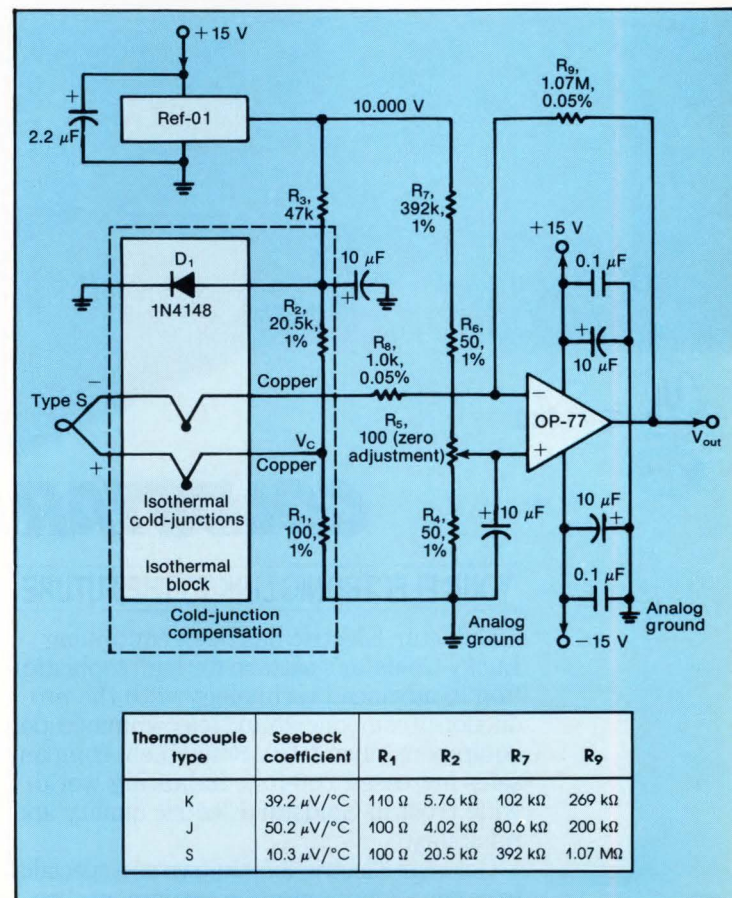 +15 V
R₉,
1.07M,
0.05%
Ref-01
10.000 V
2.2 μF
R₃,
47k
R₇,
392k,
1%
+15 V
0.1 μF
D₁
10 μF
+
1N4148
R₂,
20.5k,
1%
R₆,
50,
1%
+
10 μF
R₈,
1.0k,
0.05%
Copper
Type S
−
+
R₅,
100 (zero
adjustment)
−
+
OP-77
V_out
V_C
Copper
Isothermal
cold-junctions
R₁,
100,
1%
+
10 μF
R₄,
50,
1%
10 μF
+
0.1 μF
Isothermal
block
Cold-junction
compensation
Analog
ground
−15 V
Analog
ground
Thermocouple type | Seebeck coefficient | R₁ | R₂ | R₇ | R₉
K | 39.2 μV/°C | 110 Ω | 5.76 kΩ | 102 kΩ | 269 kΩ
J | 50.2 μV/°C | 100 Ω | 4.02 kΩ | 80.6 kΩ | 200 kΩ
S | 10.3 μV/°C | 100 Ω | 20.5 kΩ | 392 kΩ | 1.07 MΩ